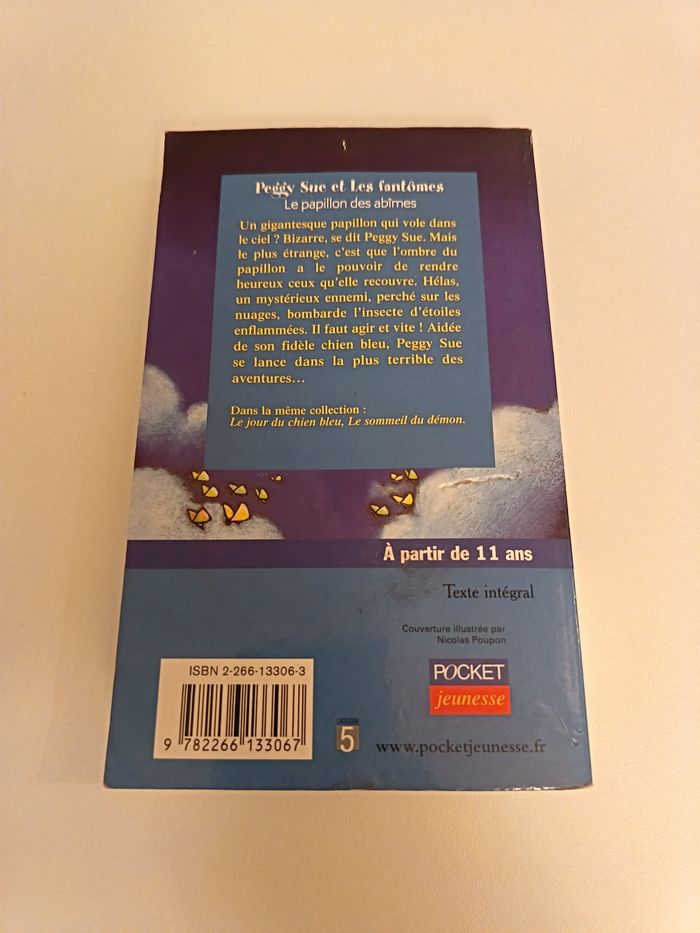 Peggy Sue et les fantômes
Le papillon des abîmes
Un gigantesque papillon qui vole dans
le ciel ? Bizarre, se dit Peggy Sue. Mais
le plus étrange, c'est que l'ombre du
papillon a le pouvoir de rendre
heureux ceux qu'elle recouvre. Hélas,
un mystérieux ennemi, perché sur les
nuages, bombarde l'insecte d'étoiles
enflammées. Il faut agir et vite ! Aidée
de son fidèle chien bleu, Peggy Sue
se lance dans la plus terrible des
aventures…
Dans la même collection :
Le jour du chien bleu, Le sommeil du démon.
À partir de 11 ans
Texte intégral
Couverture illustrée par
Nicolas Poupon
ISBN 2-266-13306-3
9 782266 133067
5
POCKET
jeunesse
www.pocketjeunesse.fr